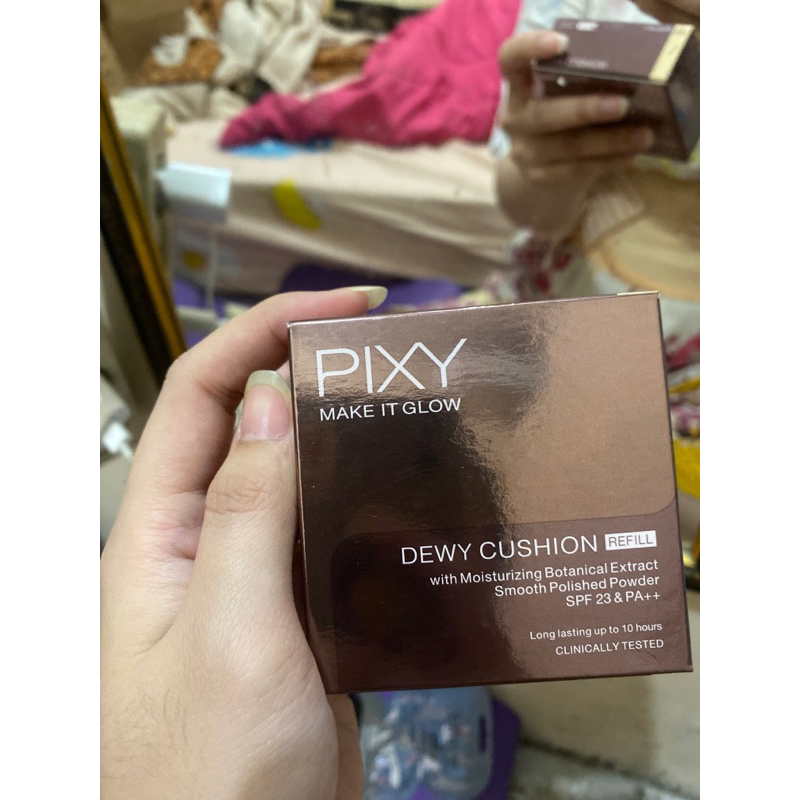 PIXY
MAKE IT GLOW
DEWY CUSHION REFILL
with Moisturizing Botanical Extract
Smooth Polished Powder
SPF 23 & PA++
Long lasting up to 10 hours
CLINICALLY TESTED